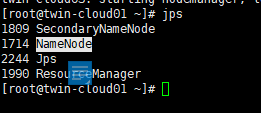 [root@twin-cloud01 ~]# jps
1809 SecondaryNameNode
1714 NameNode
2244 Jps
1990 ResourceManager
[root@twin-cloud01 ~]#